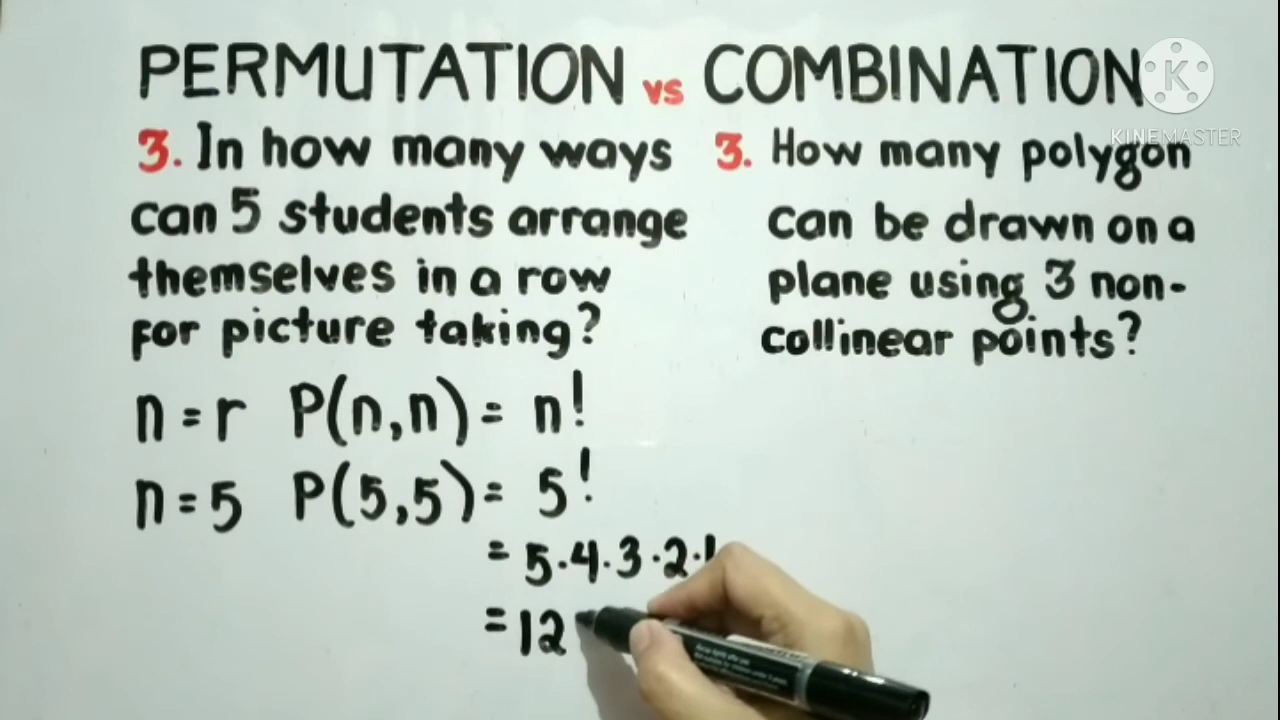 PERMUTATION vs COMBINATION
3. In how many ways
can 5 students arrange
themselves in a row
for picture taking?
n = r P(n,n) = n!
n = 5 P(5,5) = 5!
= 5·4·3·2·1
= 12
3. How many polygon
can be drawn on a
plane using 3 non-
collinear points?
K
KINEMASTER